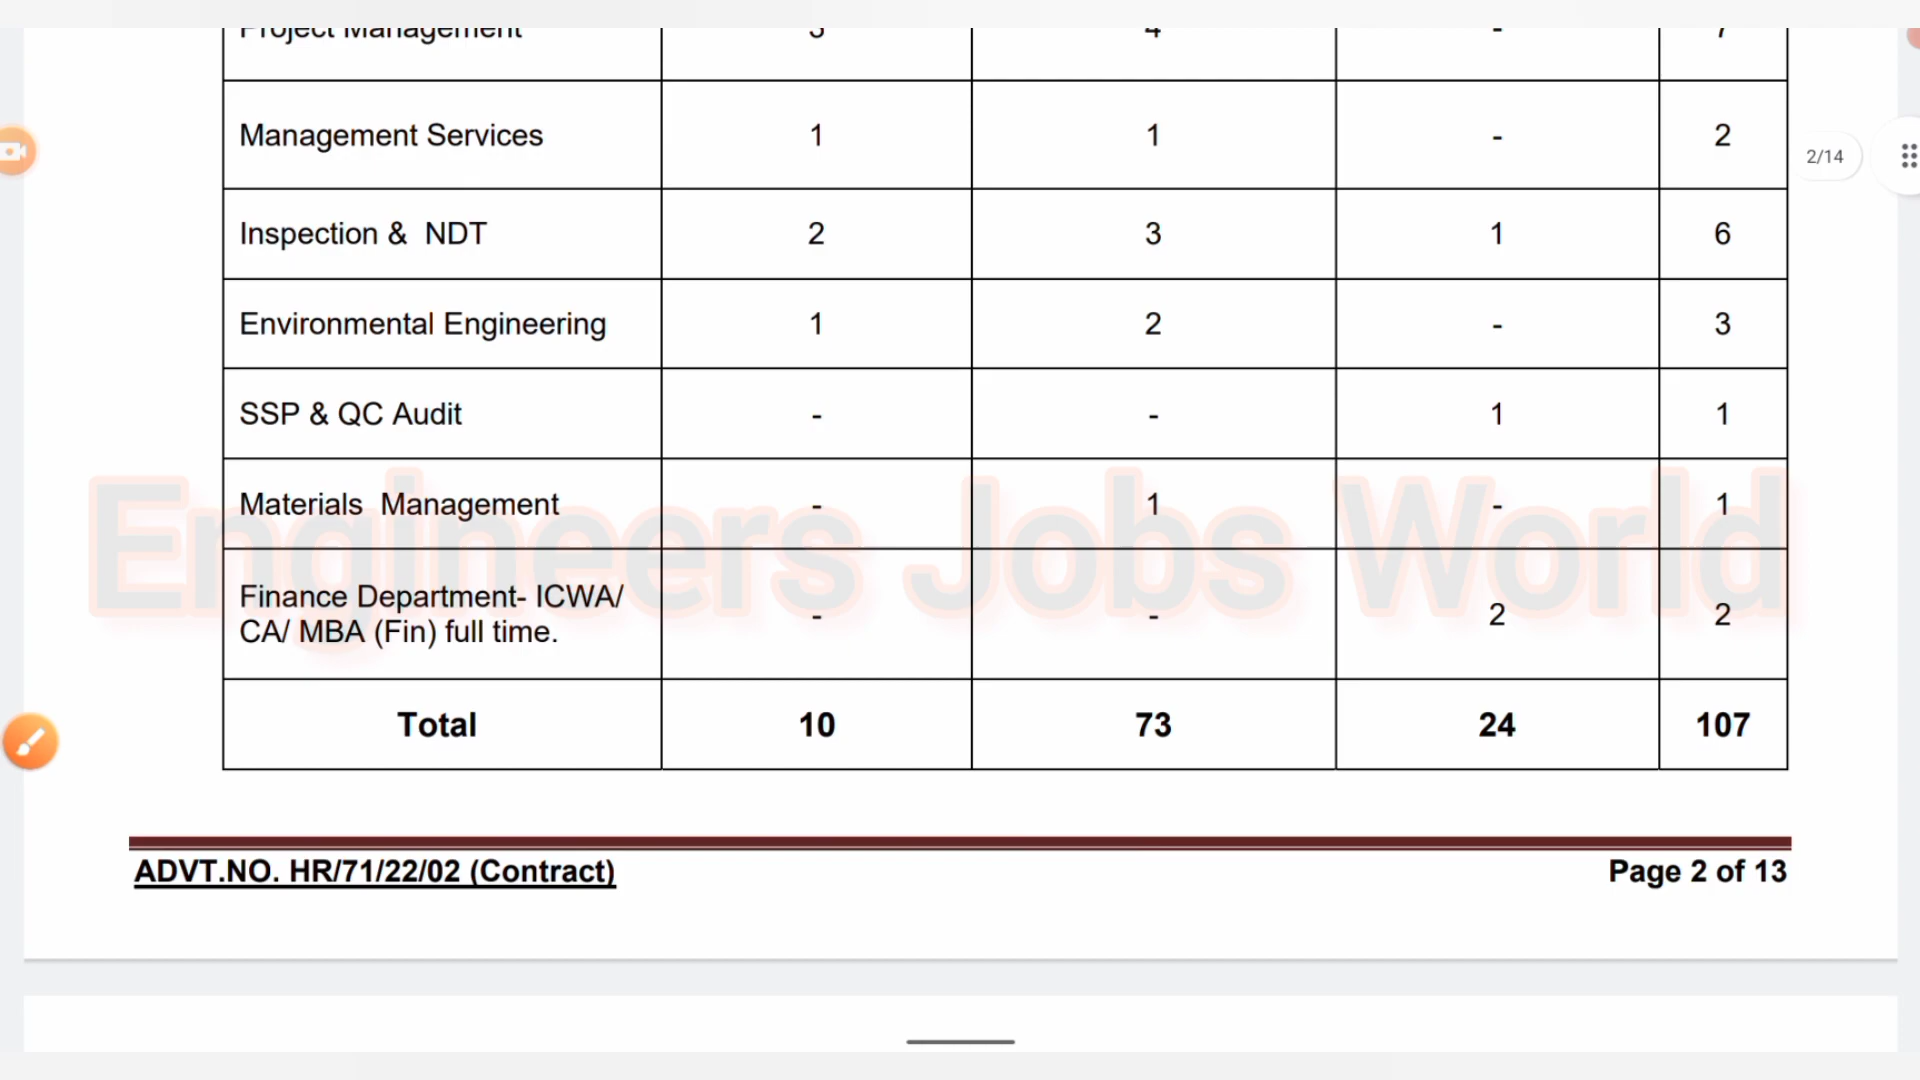 Project Management 3 4 - 7
Management Services 1 1 - 2
2/14
Inspection & NDT 2 3 1 6
Environmental Engineering 1 2 - 3
SSP & QC Audit - - 1 1
Materials Management - 1 - 1
Engineers Jobs World
Finance Department- ICWA/
CA/ MBA (Fin) full time. - - 2 2
Total 10 73 24 107
ADVT.NO. HR/71/22/02 (Contract) Page 2 of 13